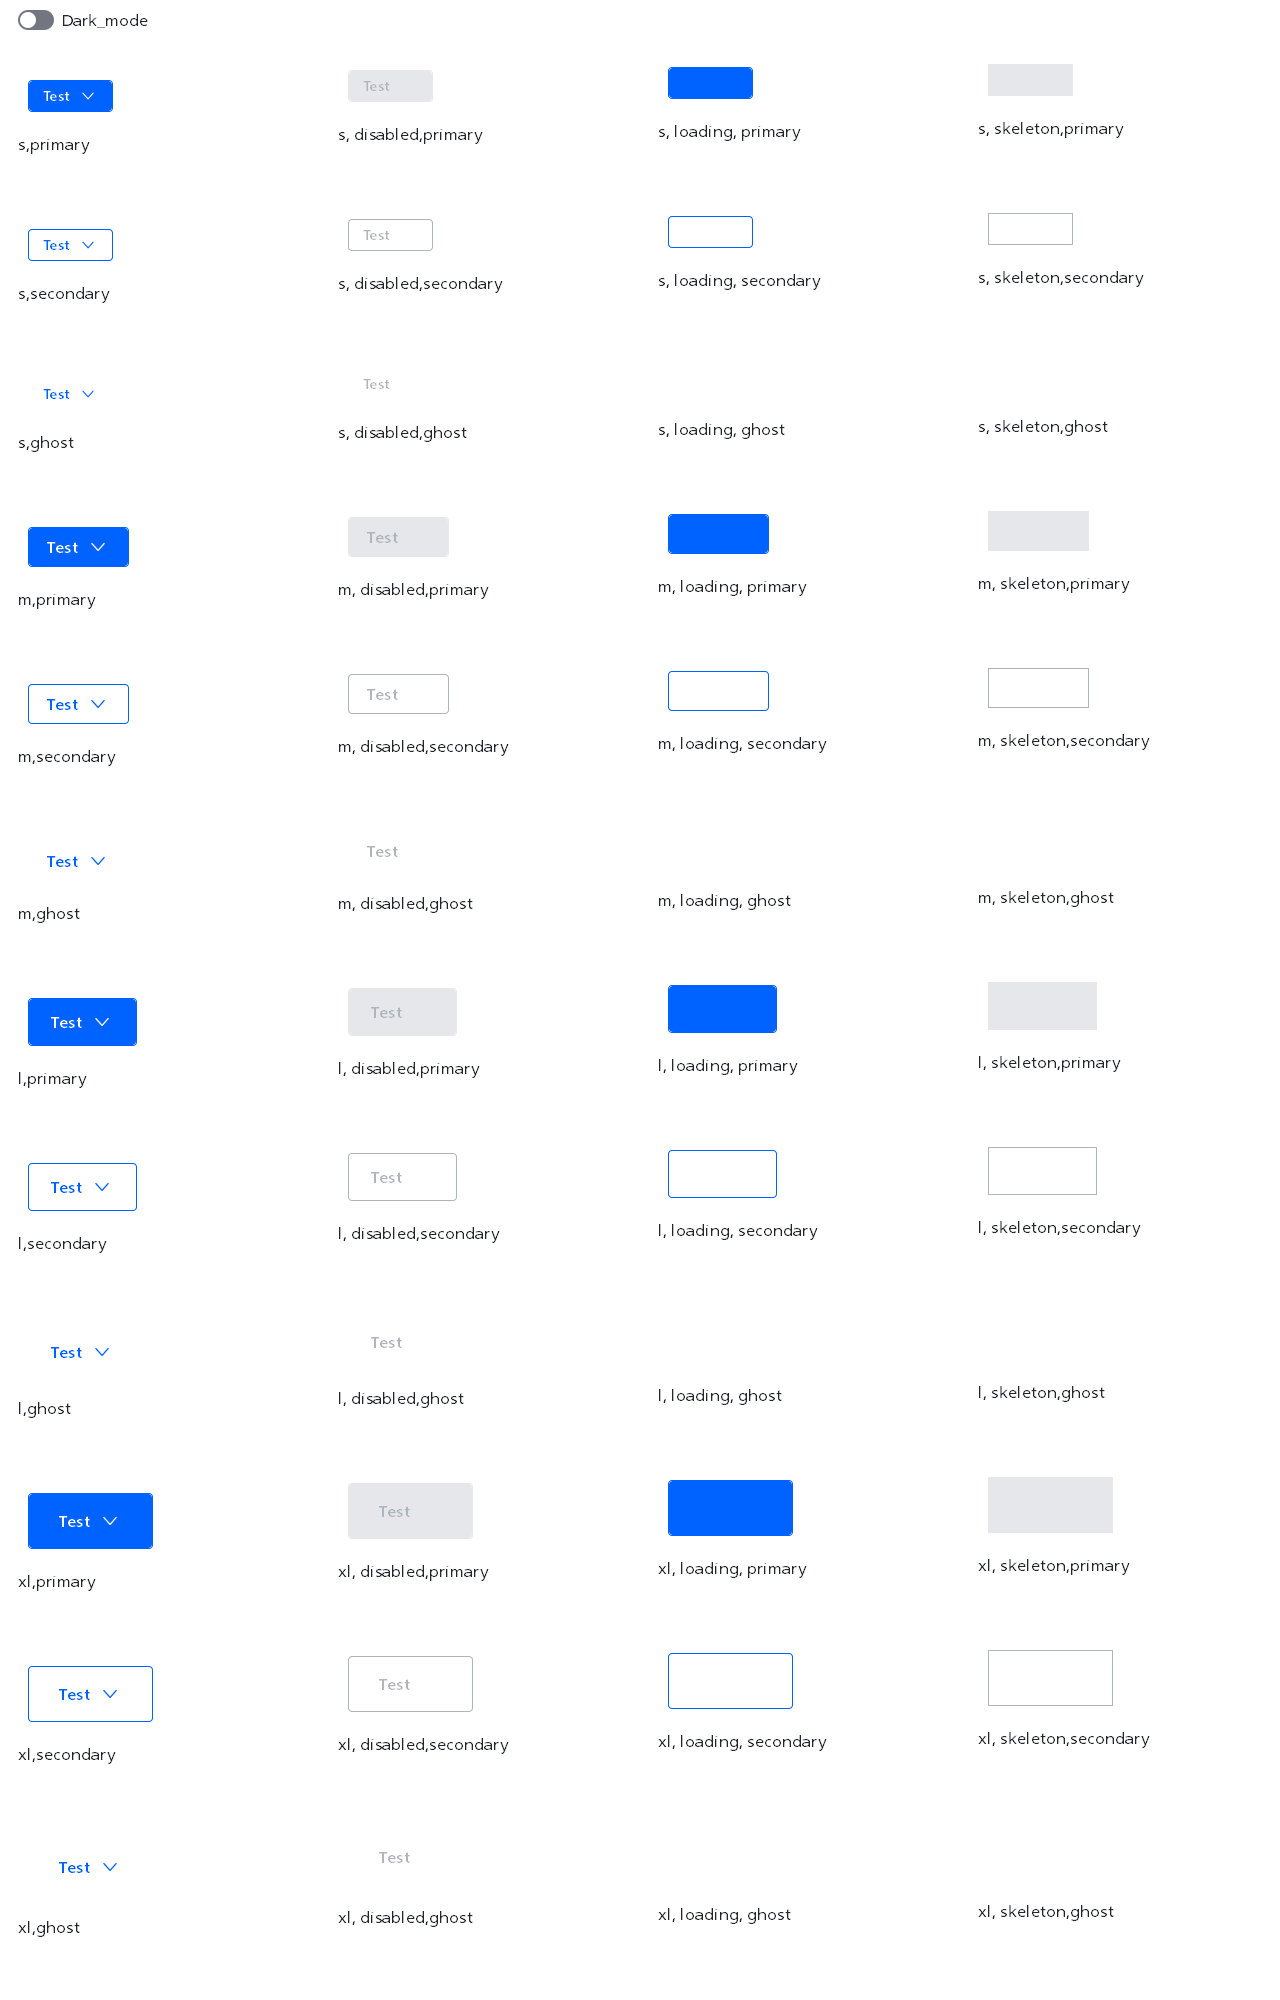 Dark_mode
Test
Test
s,primary
s, disabled,primary
s, loading, primary
s, skeleton,primary
Test
Test
s,secondary
s, disabled,secondary
s, loading, secondary
s, skeleton,secondary
Test
Test
s,ghost
s, disabled,ghost
s, loading, ghost
s, skeleton,ghost
Test
Test
m,primary
m, disabled,primary
m, loading, primary
m, skeleton,primary
Test
Test
m,secondary
m, disabled,secondary
m, loading, secondary
m, skeleton,secondary
Test
Test
m,ghost
m, disabled,ghost
m, loading, ghost
m, skeleton,ghost
Test
Test
l,primary
l, disabled,primary
l, loading, primary
l, skeleton,primary
Test
Test
l,secondary
l, disabled,secondary
l, loading, secondary
l, skeleton,secondary
Test
Test
l,ghost
l, disabled,ghost
l, loading, ghost
l, skeleton,ghost
Test
Test
xl,primary
xl, disabled,primary
xl, loading, primary
xl, skeleton,primary
Test
Test
xl,secondary
xl, disabled,secondary
xl, loading, secondary
xl, skeleton,secondary
Test
Test
xl,ghost
xl, disabled,ghost
xl, loading, ghost
xl, skeleton,ghost